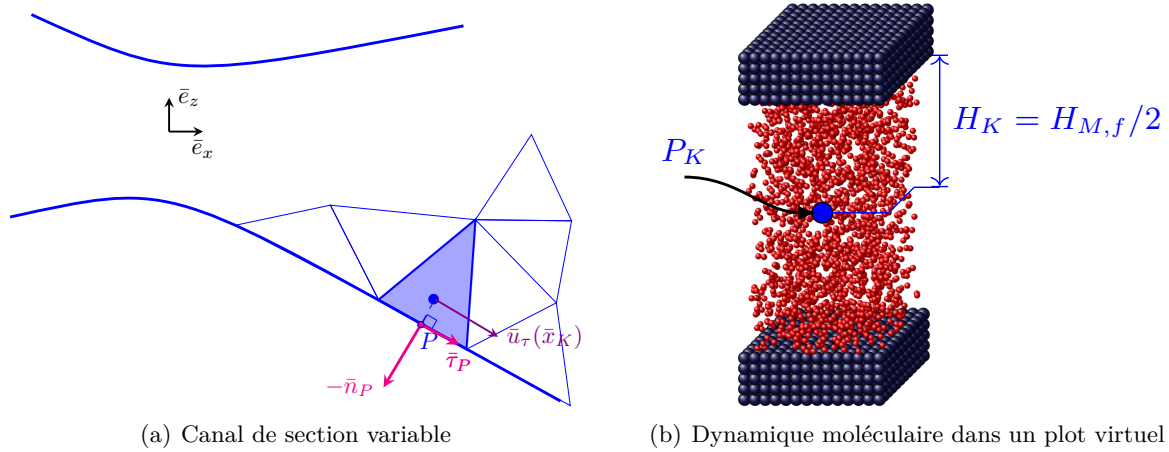 ē_z
ē_x
P
ū_τ(x̄_K)
τ̄_P
−n̄_P
(a) Canal de section variable
P_K
H_K = H_{M,f}/2
(b) Dynamique moléculaire dans un plot virtuel